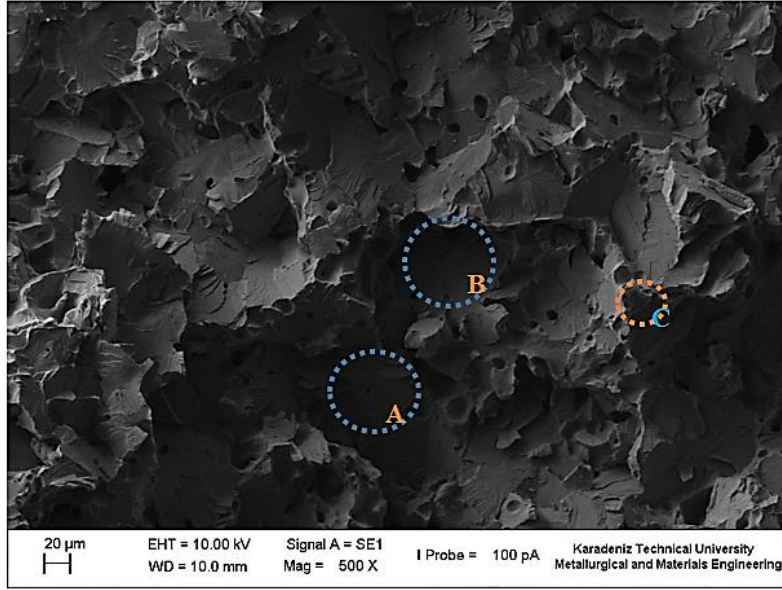 B
C
A
20 µm
EHT = 10.00 kV
Signal A = SE1
I Probe = 100 pA
Karadeniz Technical University
WD = 10.0 mm
Mag = 500 X
Metallurgical and Materials Engineering